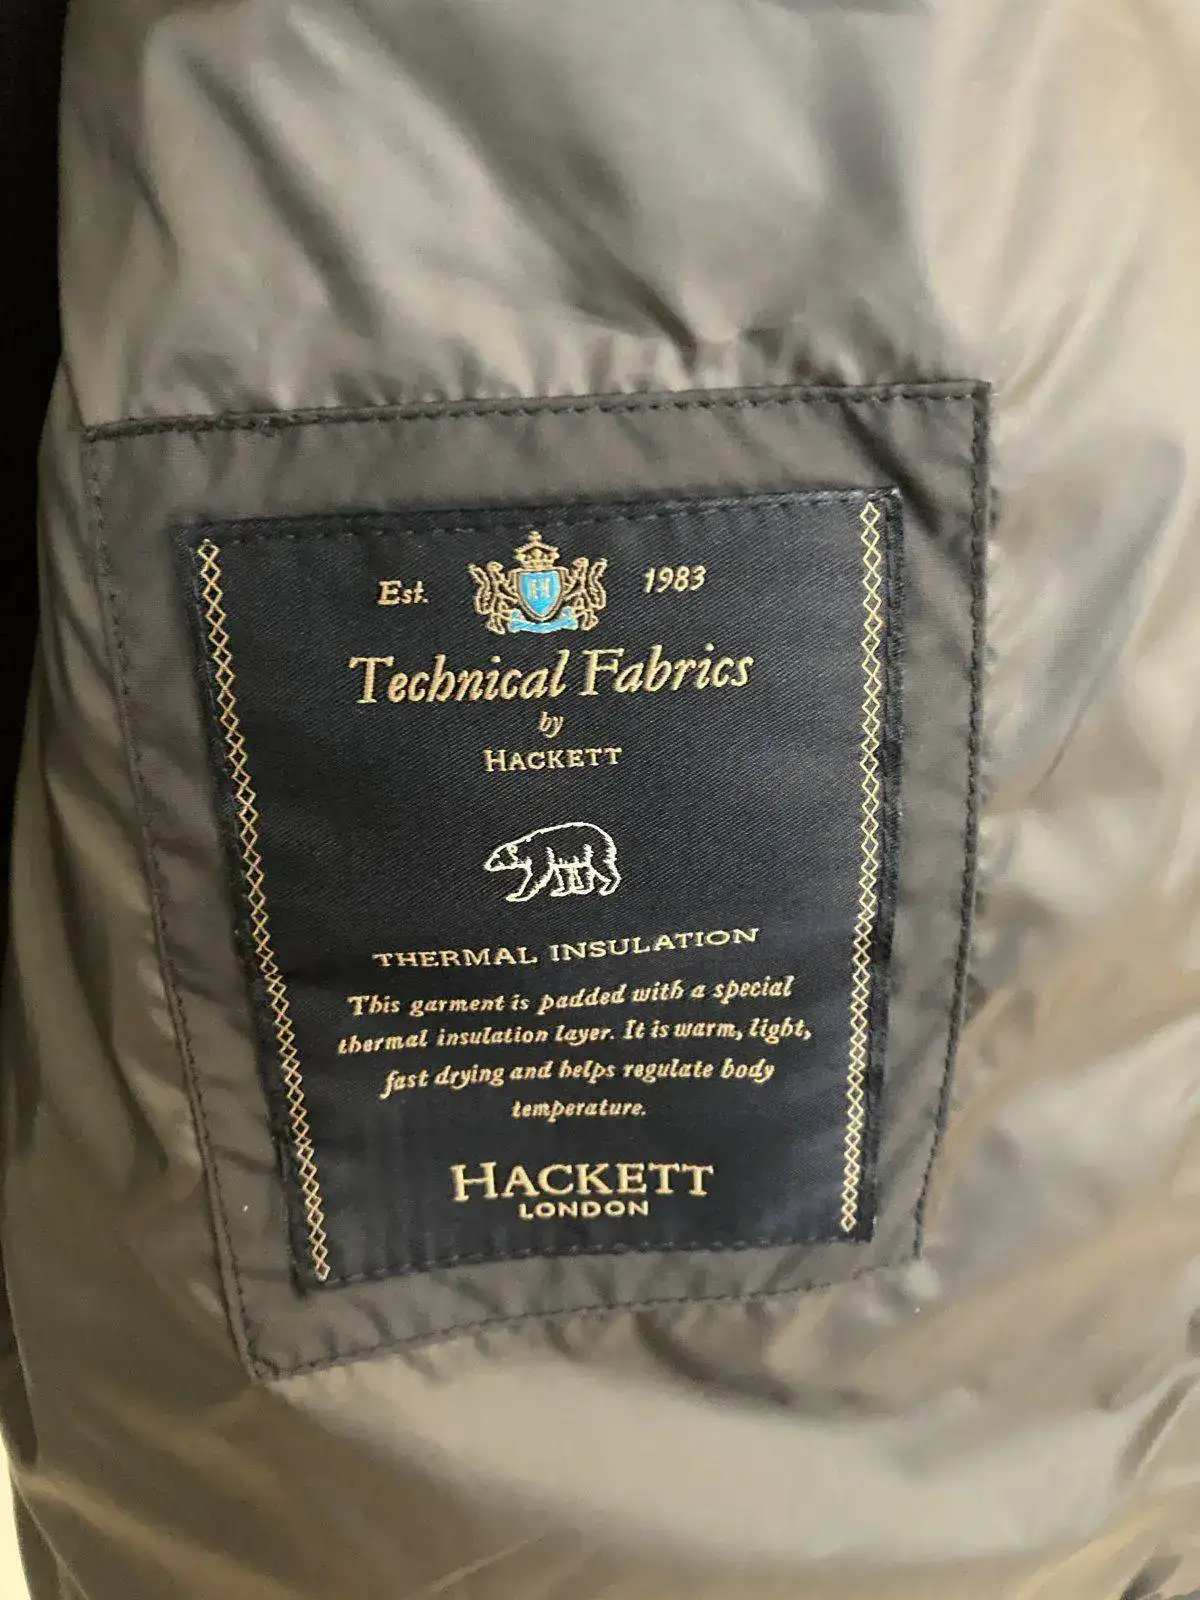 Est. H 1983
Technical Fabrics
by
HACKETT
THERMAL INSULATION
This garment is padded with a special
thermal insulation layer. It is warm, light,
fast drying and helps regulate body
temperature.
HACKETT
LONDON